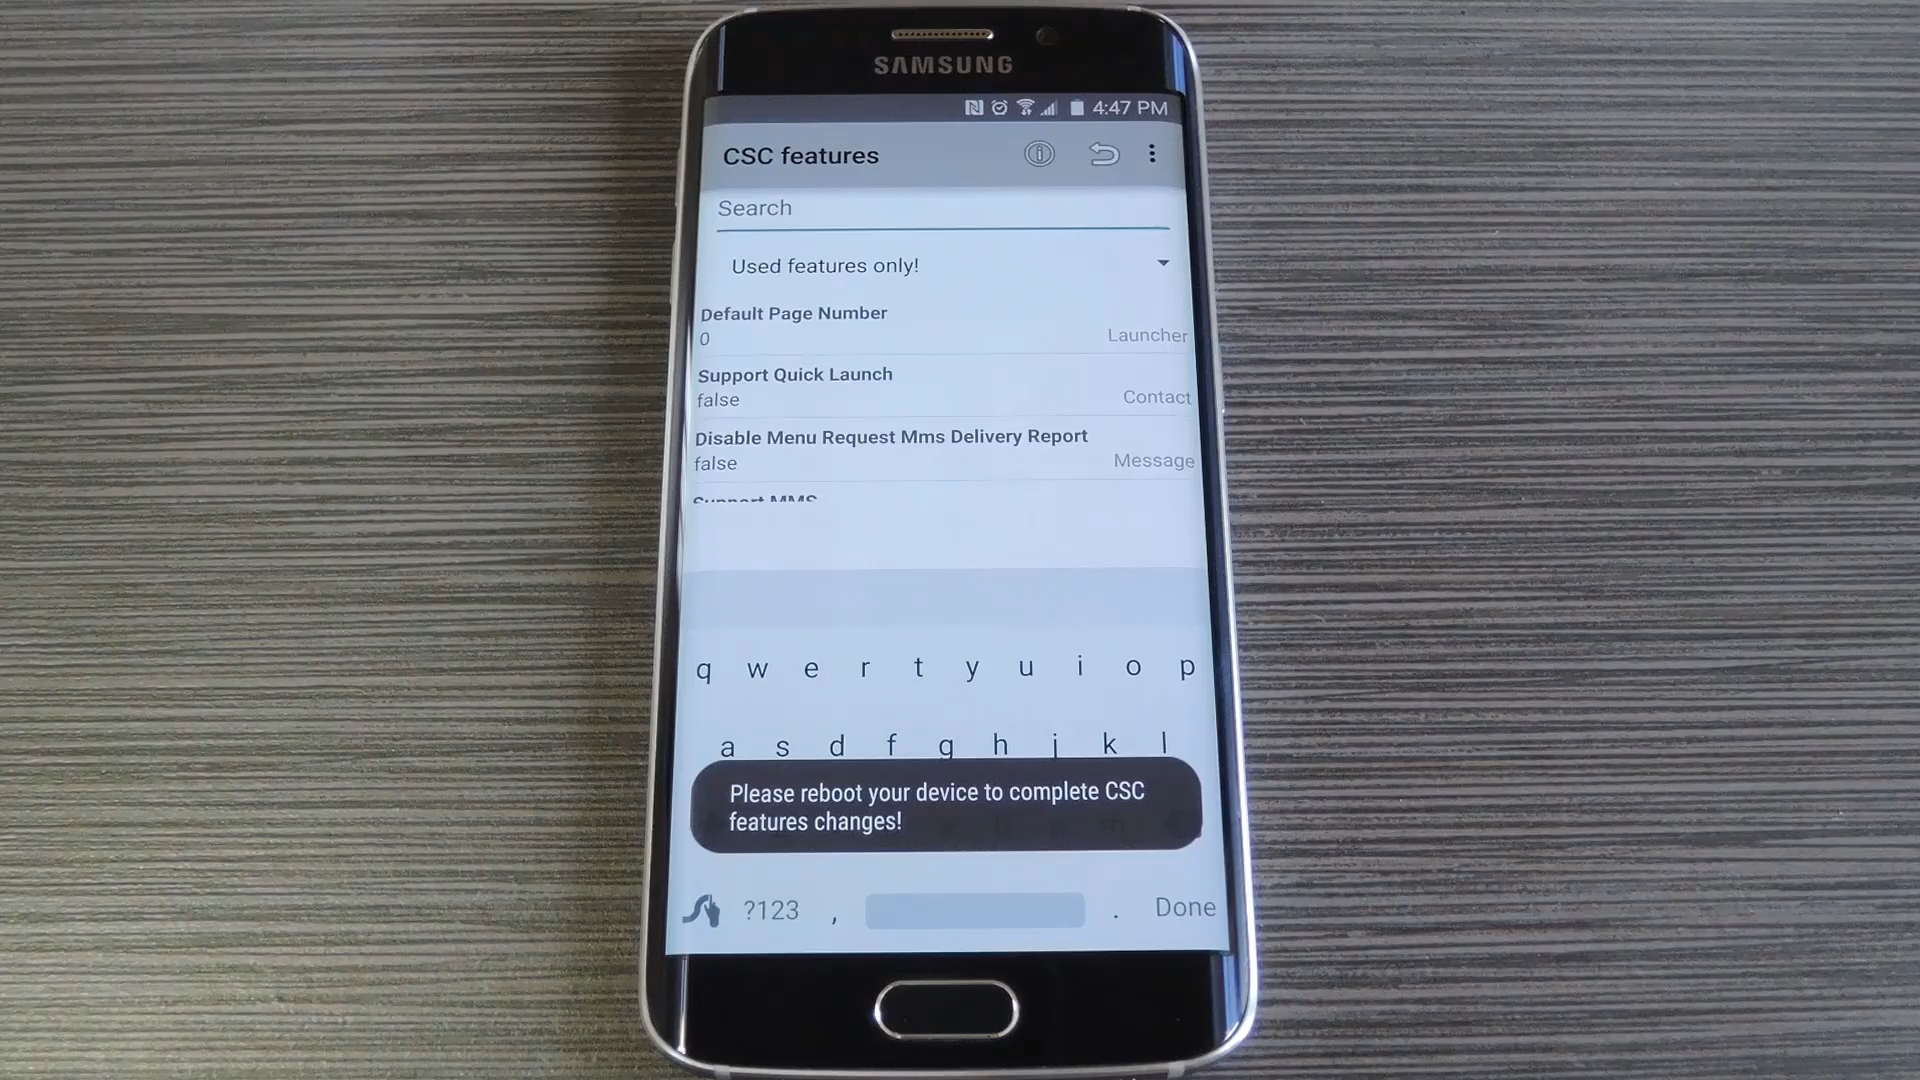 SAMSUNG
4:47 PM
CSC features
Search
Used features only!
Default Page Number
0
Launcher
Support Quick Launch
false
Contact
Disable Menu Request Mms Delivery Report
false
Message
Support MMS
q w e r t y u i o p
a s d f g h j k l
Please reboot your device to complete CSC
features changes!
?123 , . Done